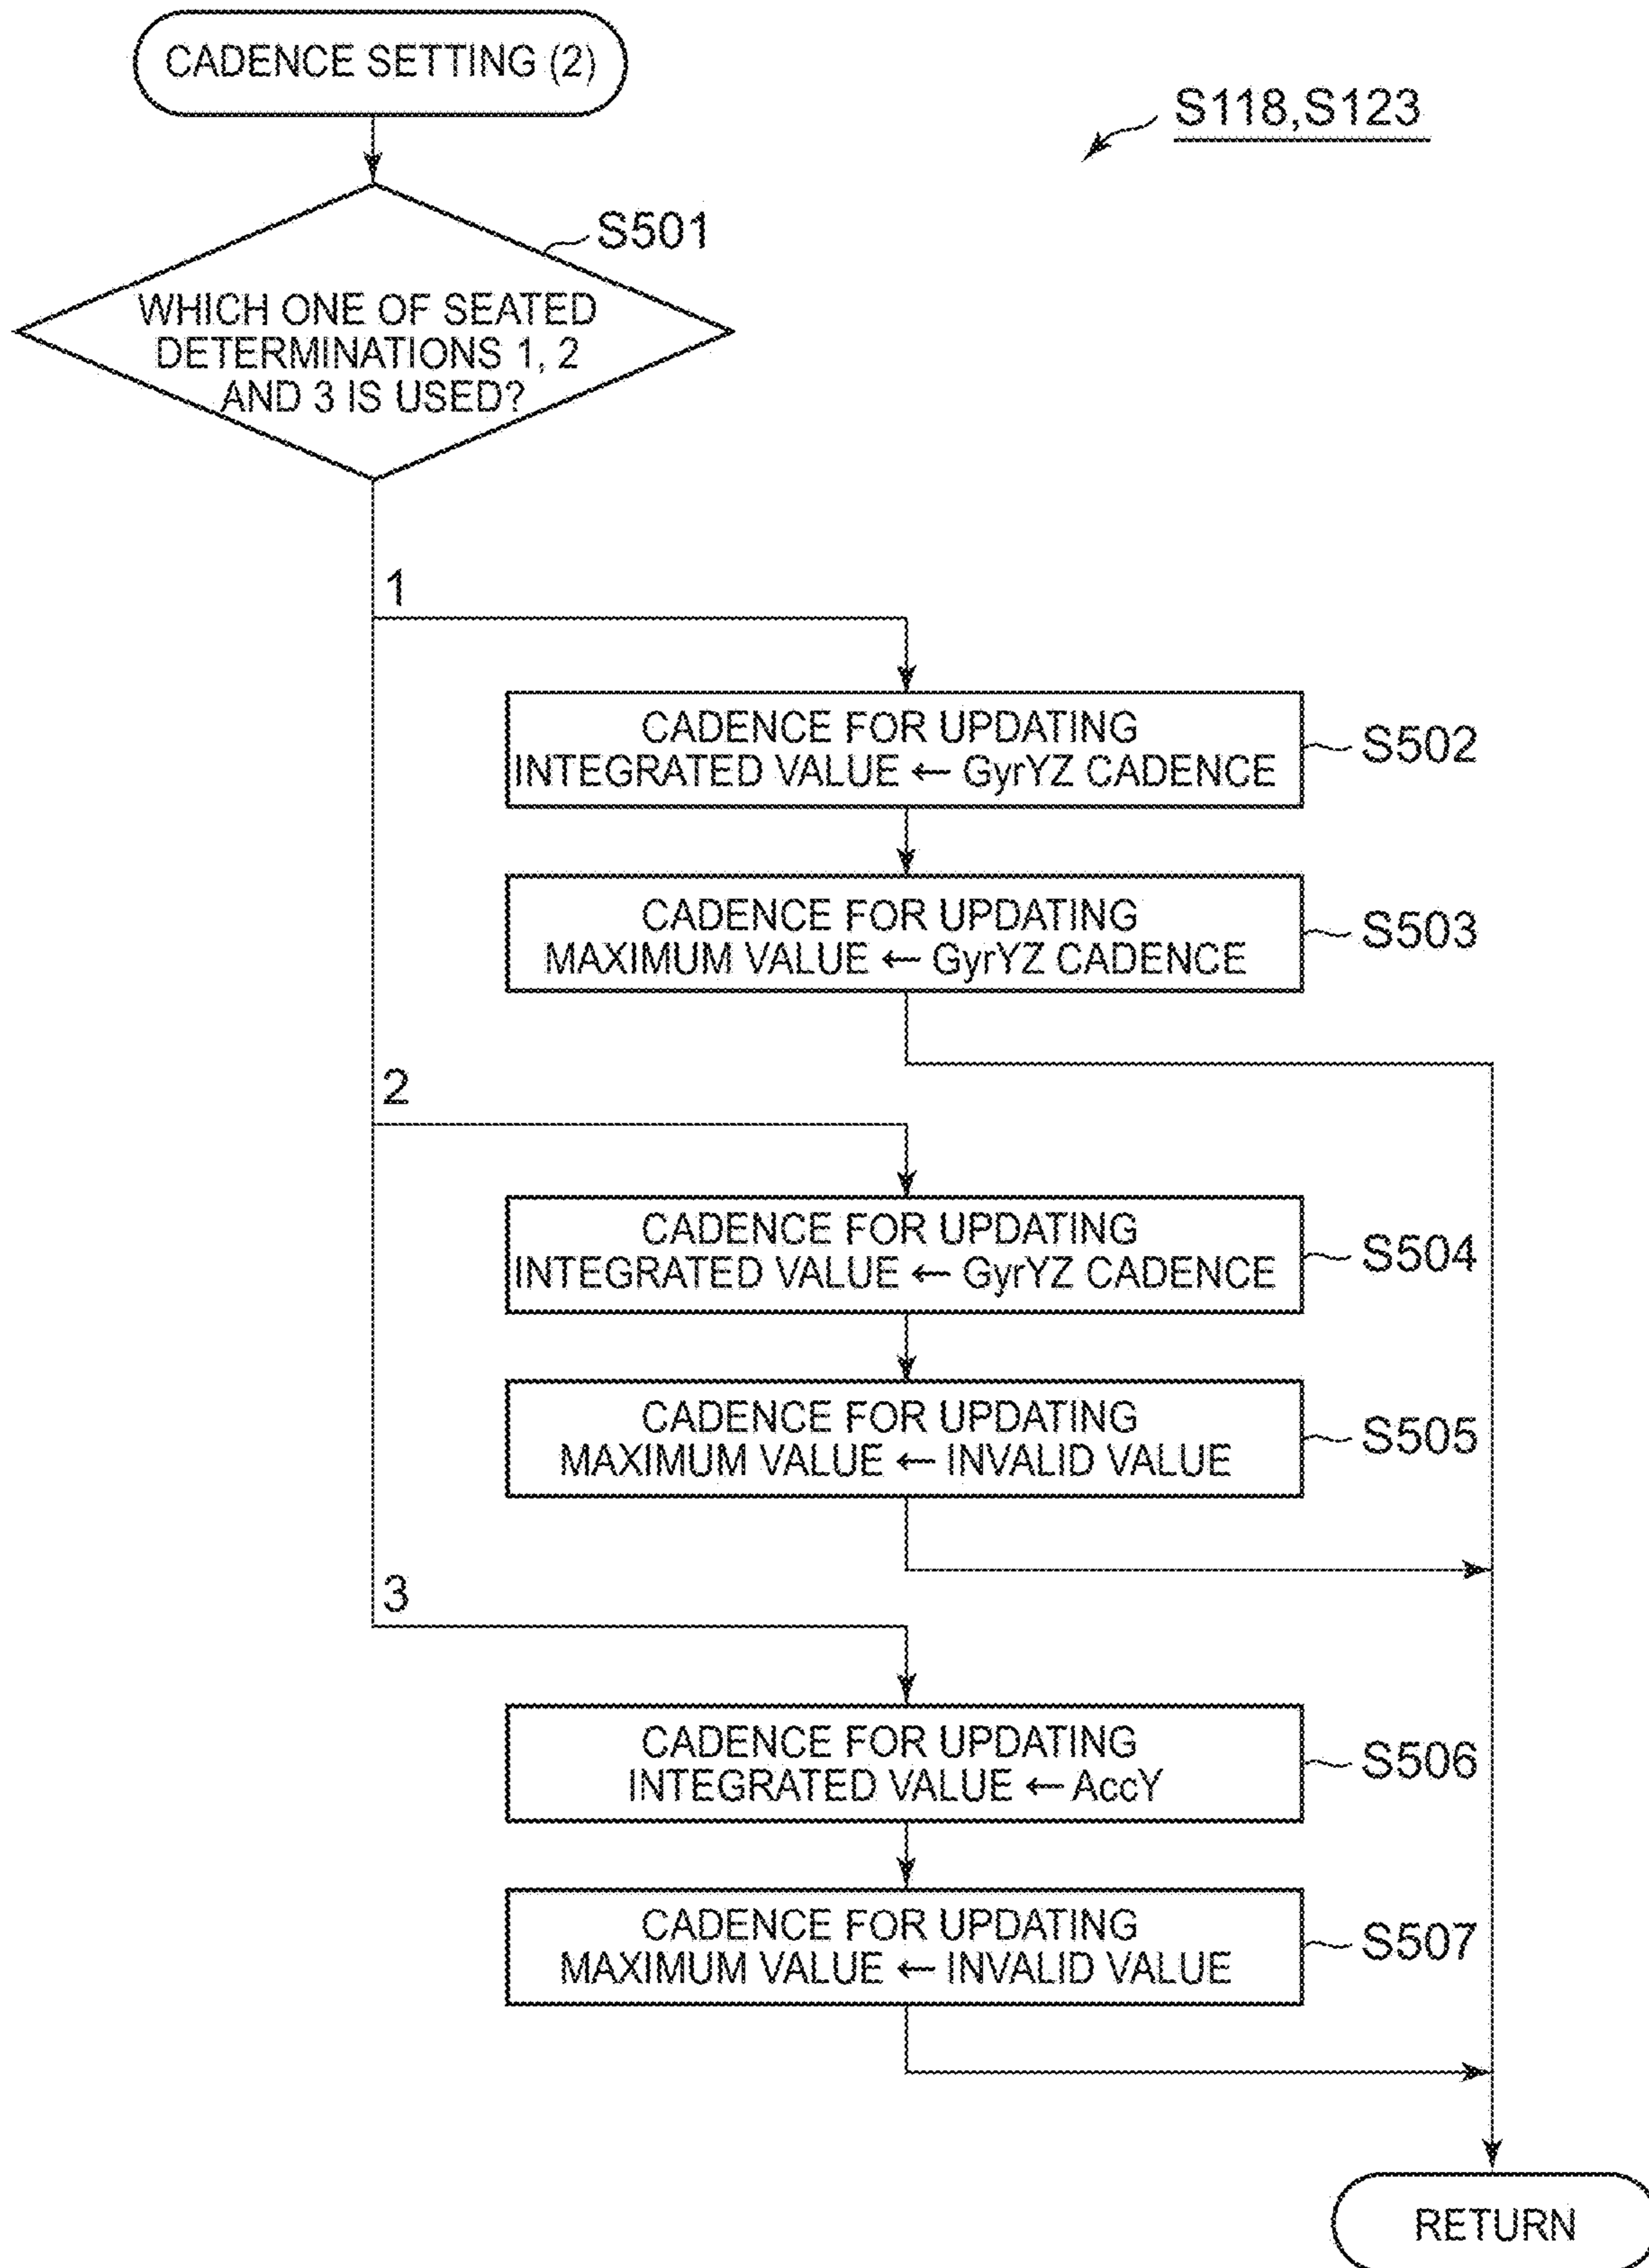 CADENCE SETTING (2)
S118,S123
S501
WHICH ONE OF SEATED
DETERMINATIONS 1, 2
AND 3 IS USED?
1
CADENCE FOR UPDATING
INTEGRATED VALUE ← GyrYZ CADENCE
S502
CADENCE FOR UPDATING
MAXIMUM VALUE ← GyrYZ CADENCE
S503
2
CADENCE FOR UPDATING
INTEGRATED VALUE ← GyrYZ CADENCE
S504
CADENCE FOR UPDATING
MAXIMUM VALUE ← INVALID VALUE
S505
3
CADENCE FOR UPDATING
INTEGRATED VALUE ← AccY
S506
CADENCE FOR UPDATING
MAXIMUM VALUE ← INVALID VALUE
S507
RETURN